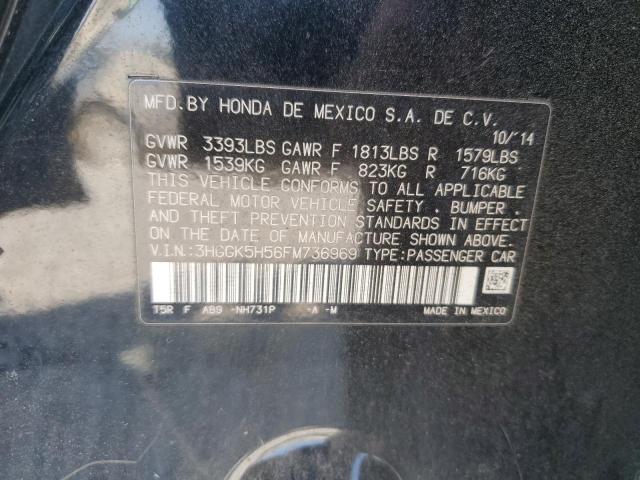 MFD.BY HONDA DE MEXICO S.A. DE C.V.
10/'14
GVWR 3393LBS GAWR F 1813LBS R 1579LBS
GVWR 1539KG GAWR F 823KG R 716KG
THIS VEHICLE CONFORMS TO ALL APPLICABLE
FEDERAL MOTOR VEHICLE SAFETY , BUMPER ,
AND THEFT PREVENTION STANDARDS IN EFFECT
ON THE DATE OF MANUFACTURE SHOWN ABOVE.
V.I.N.:3HGGK5H56FM736969 TYPE:PASSENGER CAR
T5R F AB9 -NH731P -A -M MADE IN MEXICO